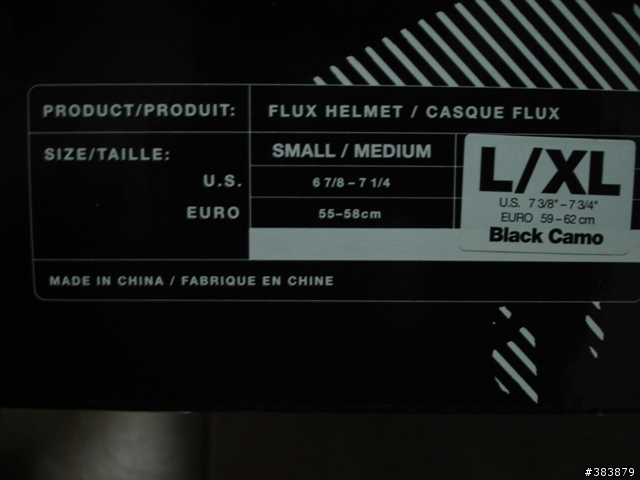 PRODUCT/PRODUIT: FLUX HELMET / CASQUE FLUX
SIZE/TAILLE: SMALL / MEDIUM
U.S. 6 7/8 – 7 1/4
EURO 55–58cm
L/XL
U.S. 7 3/8" – 7 3/4"
EURO 59 – 62 cm
Black Camo
MADE IN CHINA / FABRIQUE EN CHINE
#383879